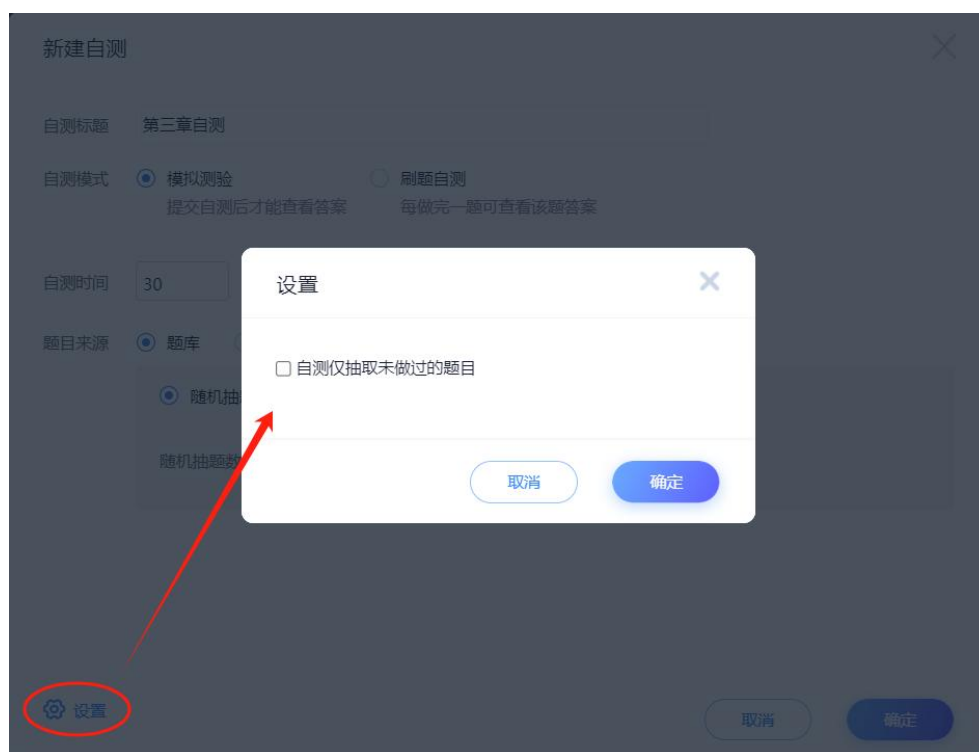 新建自测
自测标题 第三章自测
自测模式 模拟测验 刷题自测
提交自测后才能查看答案 每做完一题可查看该题答案
自测时间 30
设置
题目来源 题库
自测仅抽取未做过的题目
随机抽
随机抽题数
取消 确定
设置 取消 确定